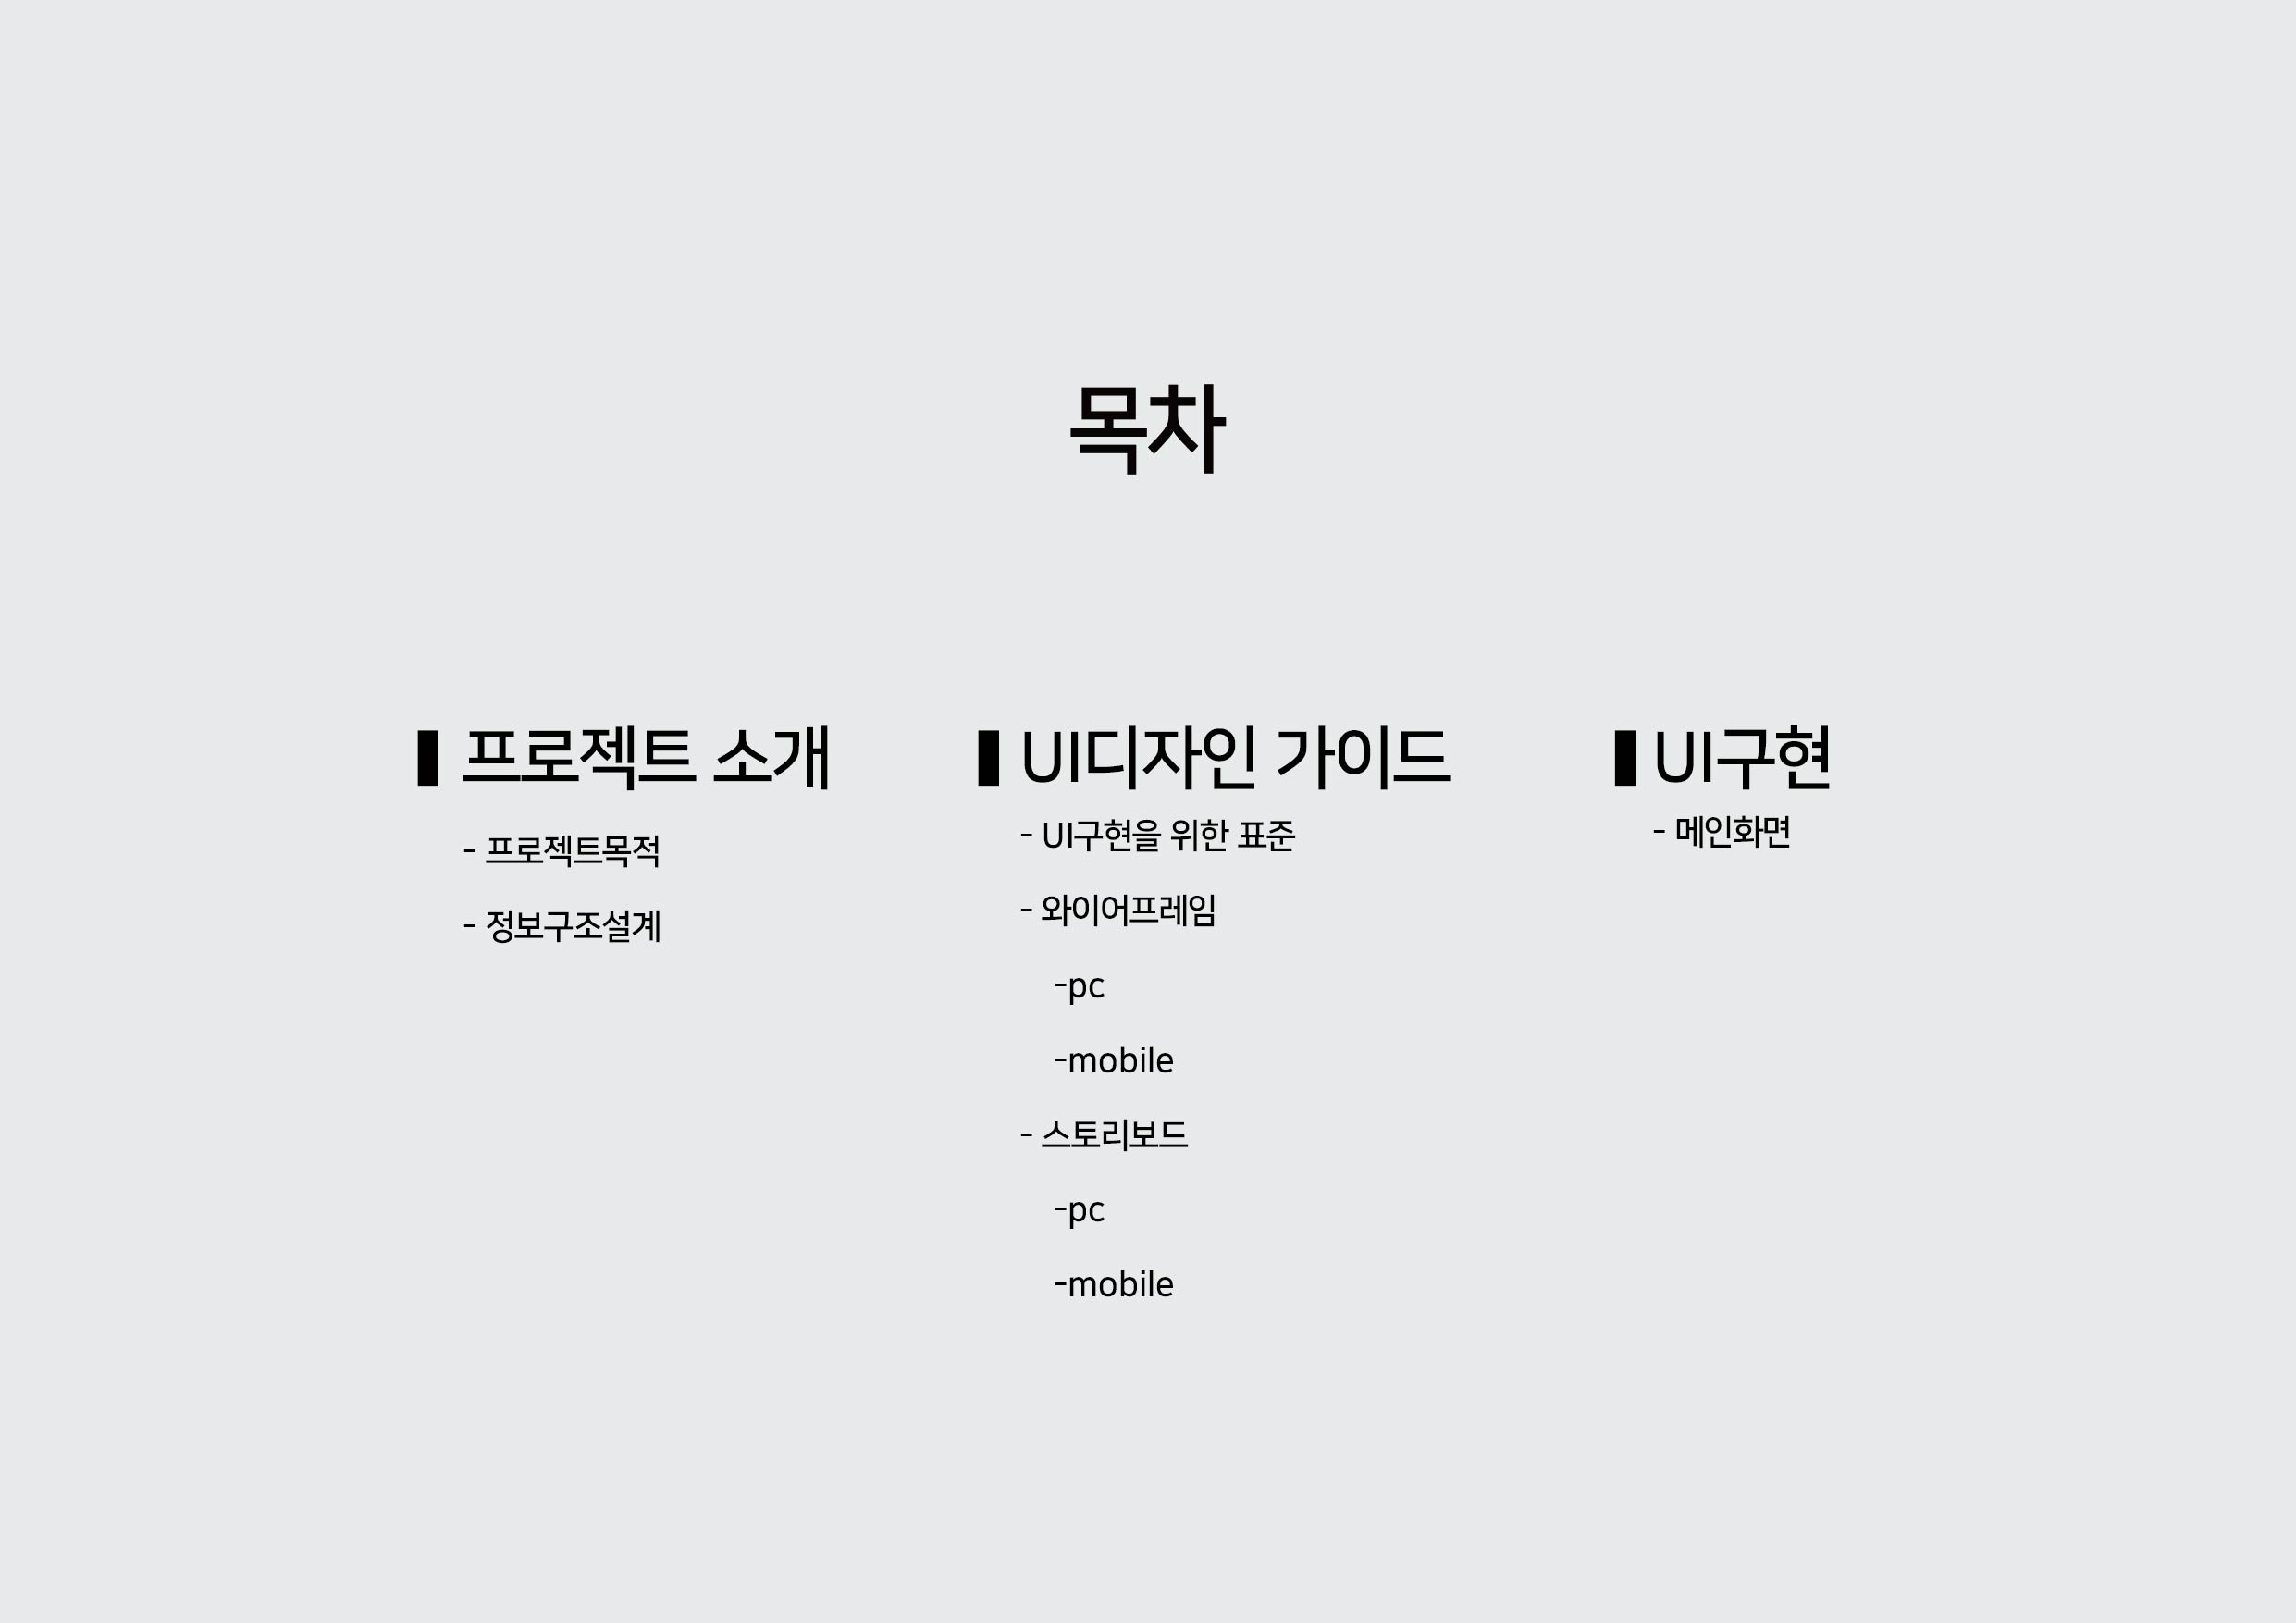 목차
프로젝트 소개
- 프로젝트목적
- 정보구조설계
UI디자인 가이드
- UI구현을 위한 표준
- 와이어프레임
-pc
-mobile
- 스토리보드
-pc
-mobile
UI구현
- 메인화면